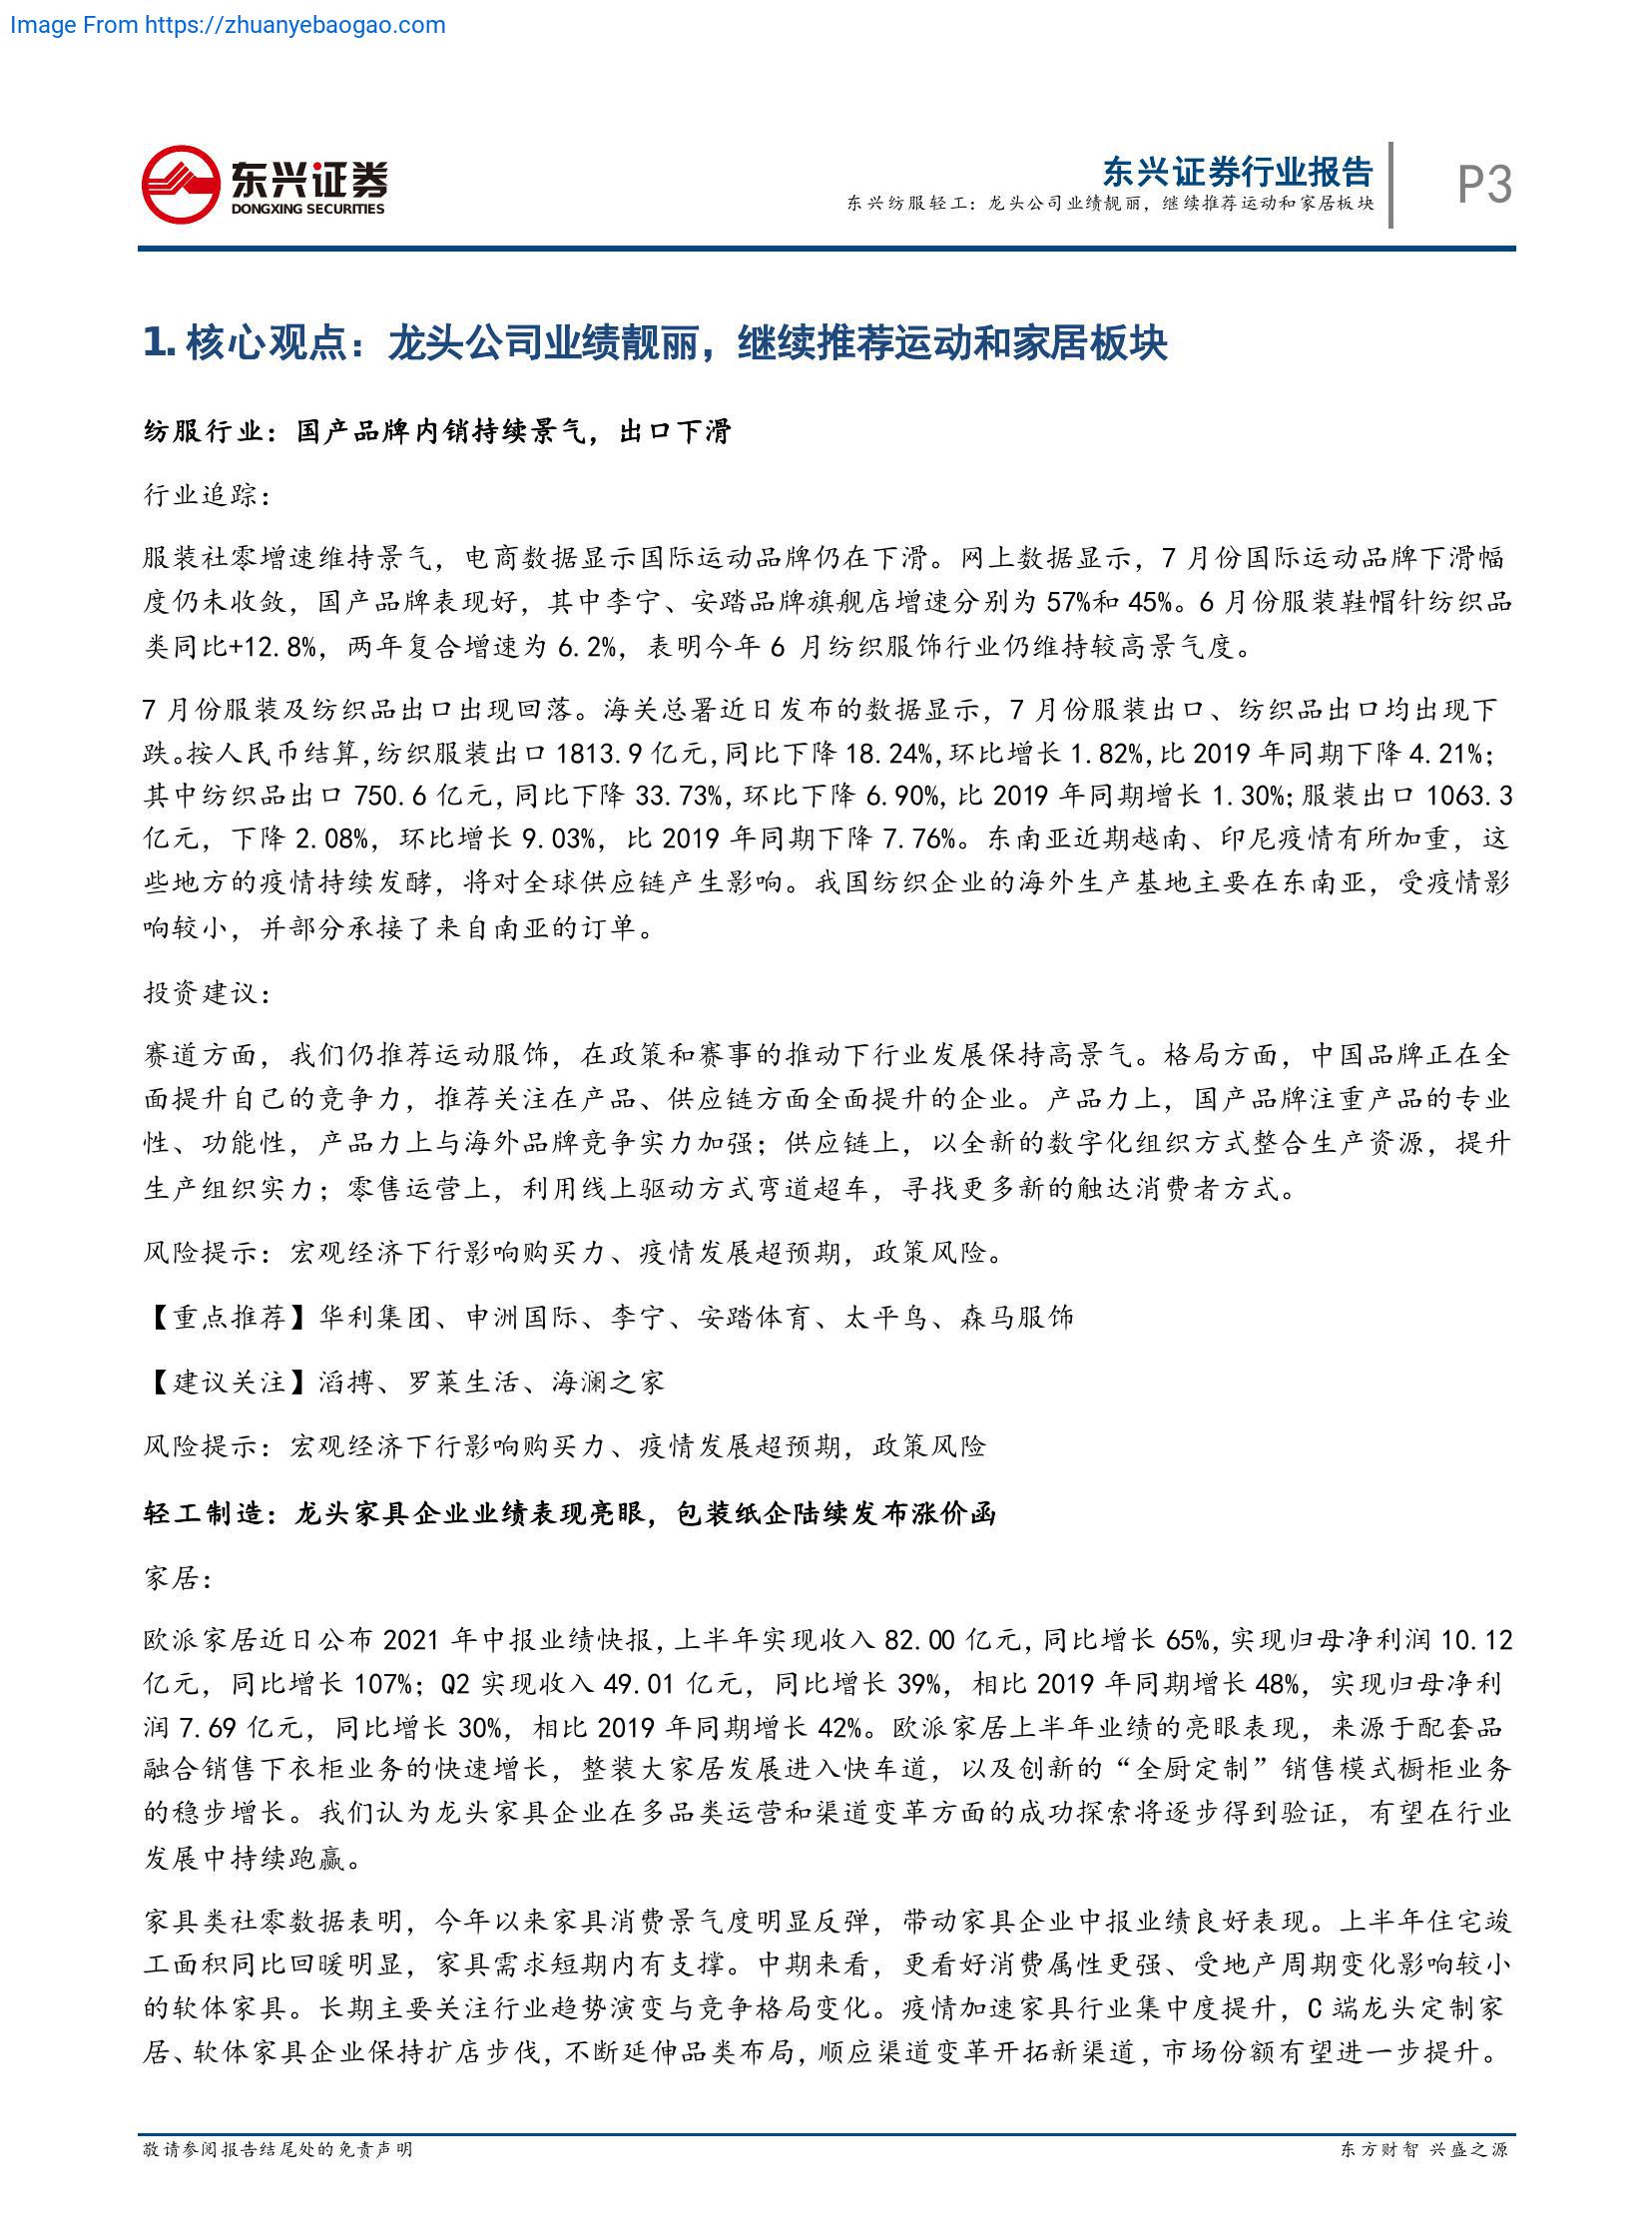 Image From https://zhuanyebaogao.com
东兴证券
DONGXING SECURITIES
东兴证券行业报告
东兴纺服轻工：龙头公司业绩靓丽，继续推荐运动和家居板块
P3
1. 核心观点：龙头公司业绩靓丽，继续推荐运动和家居板块
纺服行业：国产品牌内销持续景气，出口下滑
行业追踪：
服装社零增速维持景气，电商数据显示国际运动品牌仍在下滑。网上数据显示，7 月份国际运动品牌下滑幅
度仍未收敛，国产品牌表现好，其中李宁、安踏品牌旗舰店增速分别为 57%和 45%。6 月份服装鞋帽针纺织品
类同比+12.8%，两年复合增速为 6.2%，表明今年 6 月纺织服饰行业仍维持较高景气度。
7 月份服装及纺织品出口出现回落。海关总署近日发布的数据显示，7 月份服装出口、纺织品出口均出现下
跌。按人民币结算，纺织服装出口 1813.9 亿元，同比下降 18.24%，环比增长 1.82%，比 2019 年同期下降 4.21%；
其中纺织品出口 750.6 亿元，同比下降 33.73%，环比下降 6.90%，比 2019 年同期增长 1.30%；服装出口 1063.3
亿元，下降 2.08%，环比增长 9.03%，比 2019 年同期下降 7.76%。东南亚近期越南、印尼疫情有所加重，这
些地方的疫情持续发酵，将对全球供应链产生影响。我国纺织企业的海外生产基地主要在东南亚，受疫情影
响较小，并部分承接了来自南亚的订单。
投资建议：
赛道方面，我们仍推荐运动服饰，在政策和赛事的推动下行业发展保持高景气。格局方面，中国品牌正在全
面提升自己的竞争力，推荐关注在产品、供应链方面全面提升的企业。产品力上，国产品牌注重产品的专业
性、功能性，产品力上与海外品牌竞争实力加强；供应链上，以全新的数字化组织方式整合生产资源，提升
生产组织实力；零售运营上，利用线上驱动方式弯道超车，寻找更多新的触达消费者方式。
风险提示：宏观经济下行影响购买力、疫情发展超预期，政策风险。
【重点推荐】华利集团、申洲国际、李宁、安踏体育、太平鸟、森马服饰
【建议关注】滔搏、罗莱生活、海澜之家
风险提示：宏观经济下行影响购买力、疫情发展超预期，政策风险
轻工制造：龙头家具企业业绩表现亮眼，包装纸企陆续发布涨价函
家居：
欧派家居近日公布 2021 年中报业绩快报，上半年实现收入 82.00 亿元，同比增长 65%，实现归母净利润 10.12
亿元，同比增长 107%；Q2 实现收入 49.01 亿元，同比增长 39%，相比 2019 年同期增长 48%，实现归母净利
润 7.69 亿元，同比增长 30%，相比 2019 年同期增长 42%。欧派家居上半年业绩的亮眼表现，来源于配套品
融合销售下衣柜业务的快速增长，整装大家居发展进入快车道，以及创新的“全厨定制”销售模式橱柜业务
的稳步增长。我们认为龙头家具企业在多品类运营和渠道变革方面的成功探索将逐步得到验证，有望在行业
发展中持续跑赢。
家具类社零数据表明，今年以来家具消费景气度明显反弹，带动家具企业中报业绩良好表现。上半年住宅竣
工面积同比回暖明显，家具需求短期内有支撑。中期来看，更看好消费属性更强、受地产周期变化影响较小
的软体家具。长期主要关注行业趋势演变与竞争格局变化。疫情加速家具行业集中度提升，C 端龙头定制家
居、软体家具企业保持扩店步伐，不断延伸品类布局，顺应渠道变革开拓新渠道，市场份额有望进一步提升。
敬请参阅报告结尾处的免责声明
东方财智 兴盛之源